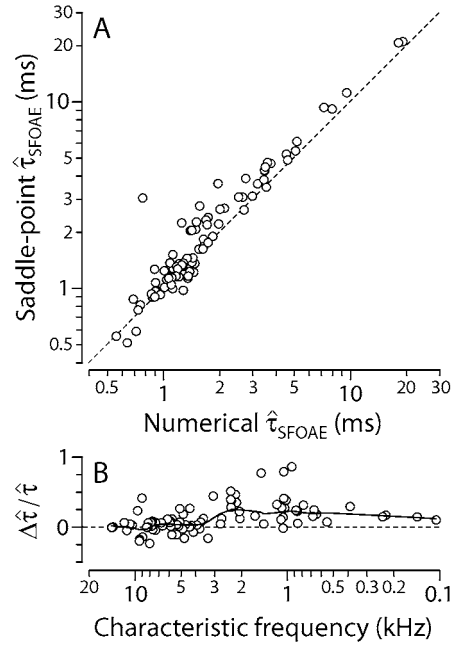 A
30
20
10
5
3
2
1
0.5
Saddle-point τ̂SFOAE (ms)
0.5 1 2 3 5 10 20 30
Numerical τ̂SFOAE (ms)
B
1
0
Δτ̂/τ̂
20 10 5 3 2 1 0.5 0.3 0.2 0.1
Characteristic frequency (kHz)